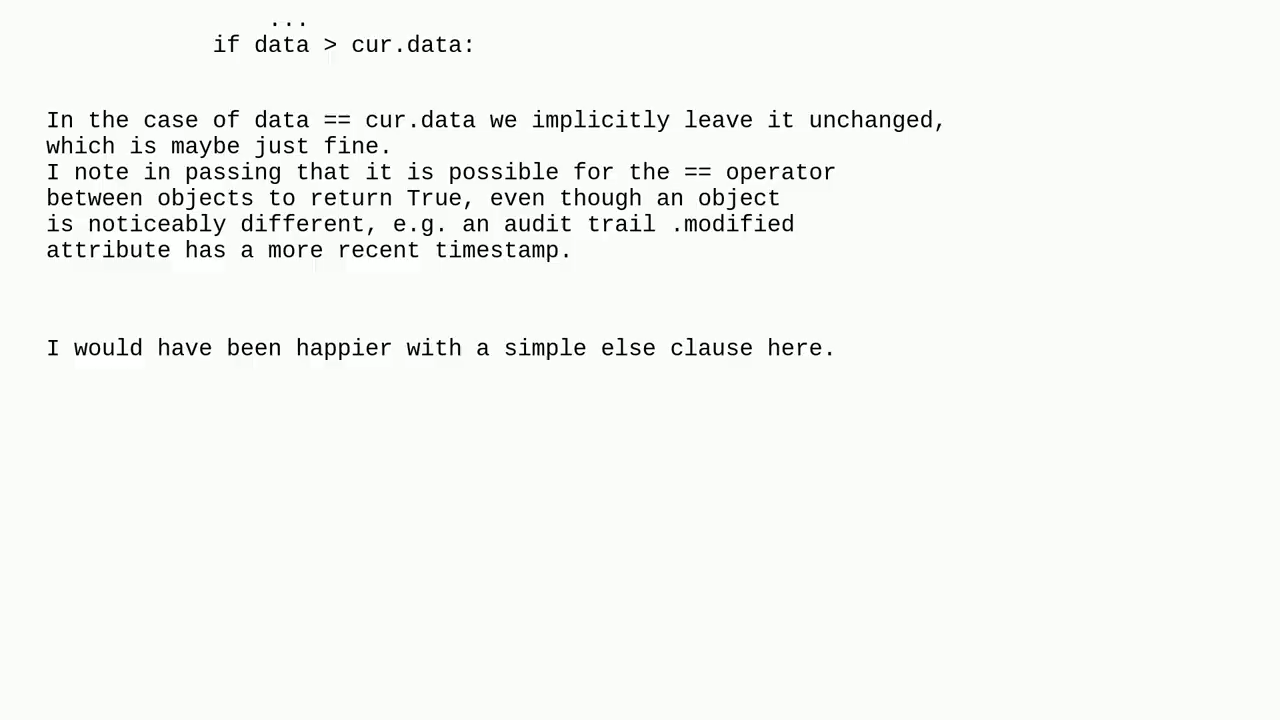 ...
if data > cur.data:
In the case of data == cur.data we implicitly leave it unchanged,
which is maybe just fine.
I note in passing that it is possible for the == operator
between objects to return True, even though an object
is noticeably different, e.g. an audit trail .modified
attribute has a more recent timestamp.
I would have been happier with a simple else clause here.